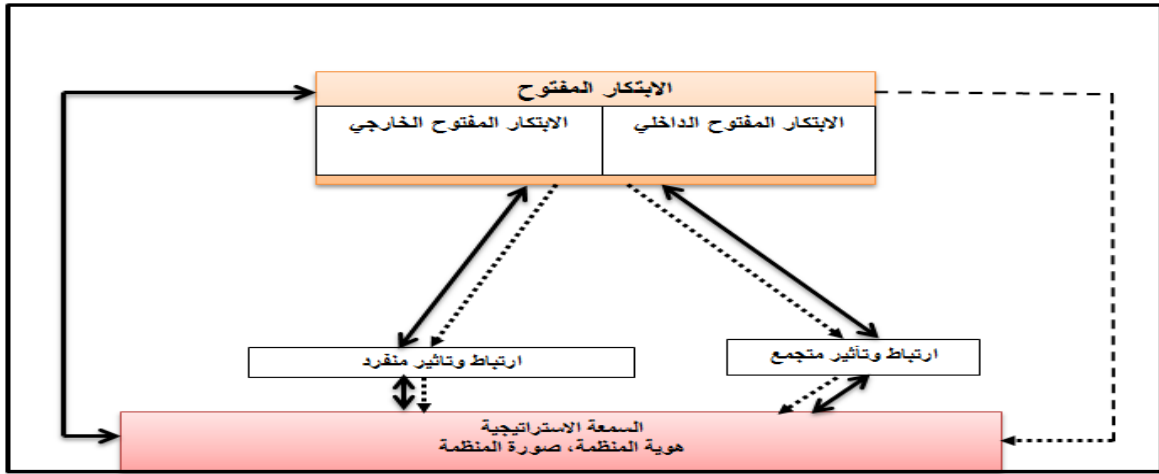 الابتكار المفتوح
الابتكار المفتوح الداخلي
الابتكار المفتوح الخارجي
ارتباط وتأثير متجمع
ارتباط وتاثير منفرد
السمعة الاستراتيجية
هوية المنظمة، صورة المنظمة